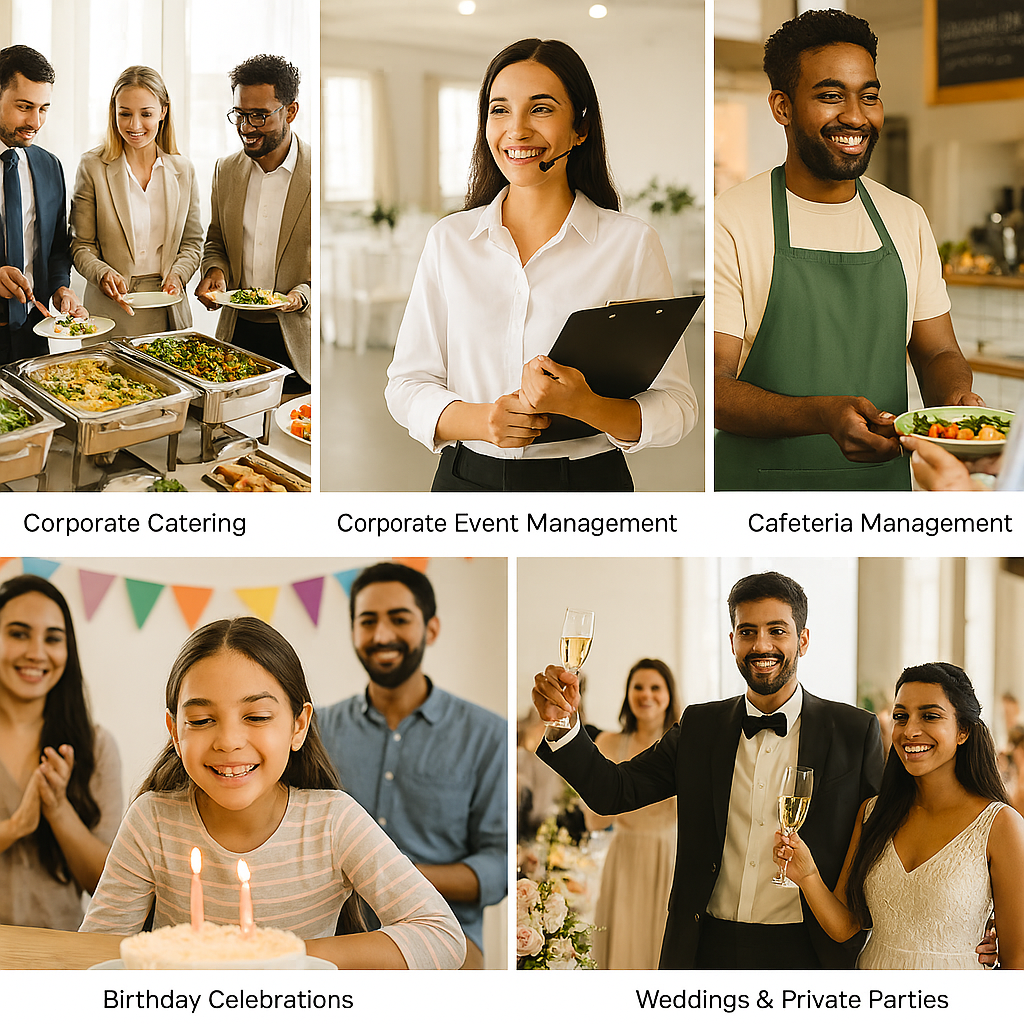 Corporate Catering
Corporate Event Management
Cafeteria Management
Birthday Celebrations
Weddings & Private Parties